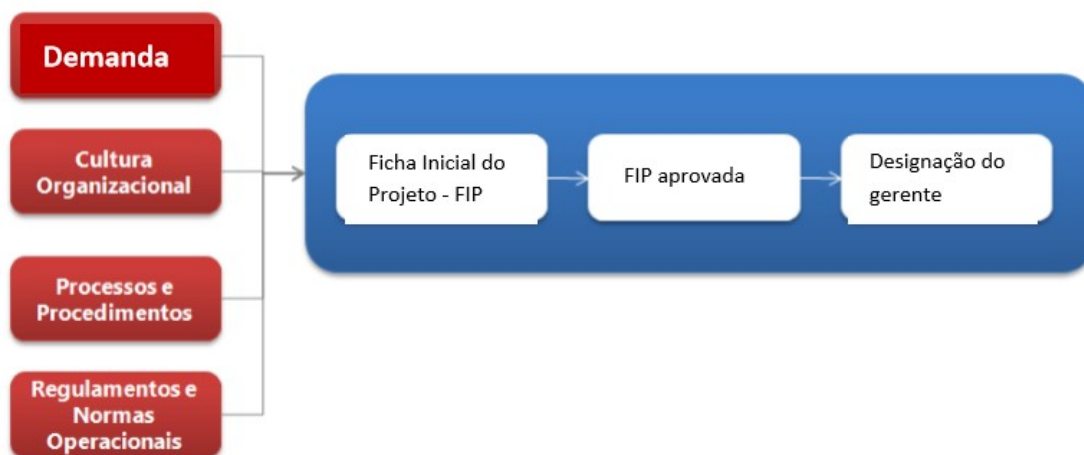 Demanda
Cultura
Organizacional
Processos e
Procedimentos
Regulamentos e
Normas
Operacionais
Ficha Inicial do
Projeto - FIP
FIP aprovada
Designação do
gerente